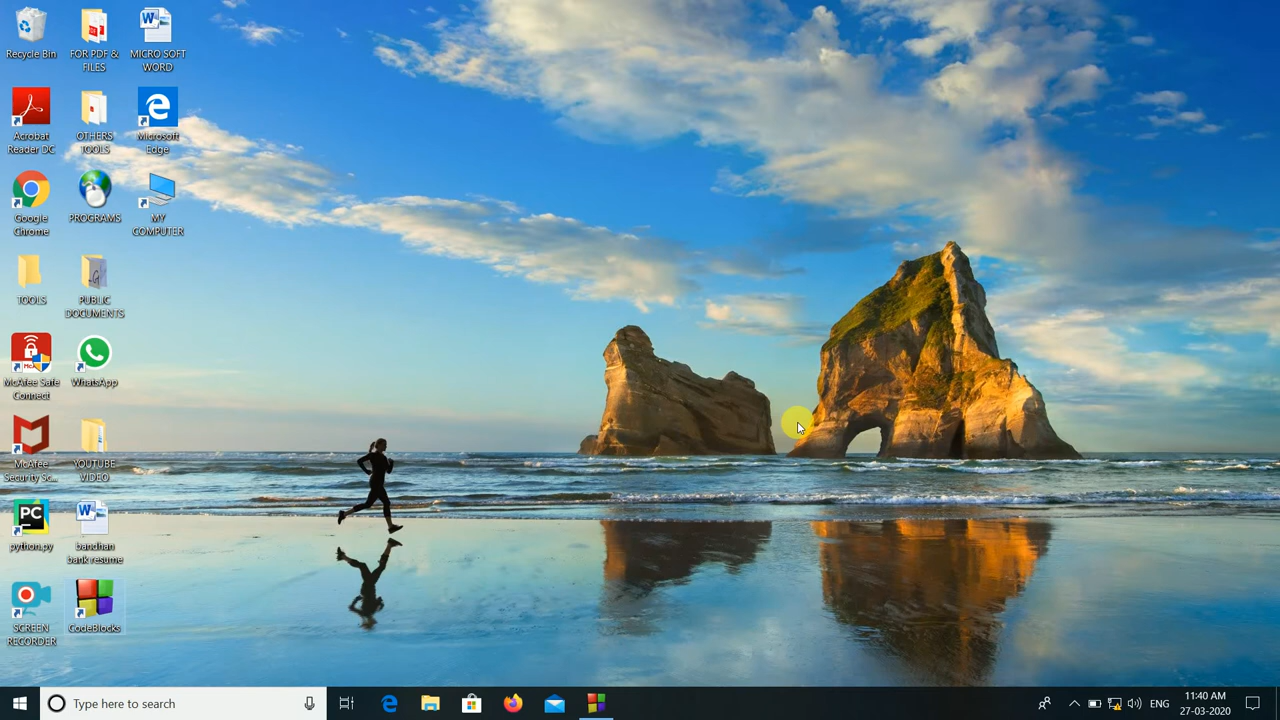 Recycle Bin
FOR PDF &
FILES
MICRO SOFT
WORD
Acrobat
Reader DC
OTHERS
TOOLS
Microsoft
Edge
Google
Chrome
PROGRAMS
MY
COMPUTER
TOOLS
PUBLIC
DOCUMENTS
McAfee Safe
Connect
WhatsApp
McAfee
Security Sc...
YOUTUBE
VIDEO
PC
python.py
bandhan
bank resume
SCREEN
RECORDER
CodeBlocks
Type here to search
ENG
11:40 AM
27-03-2020